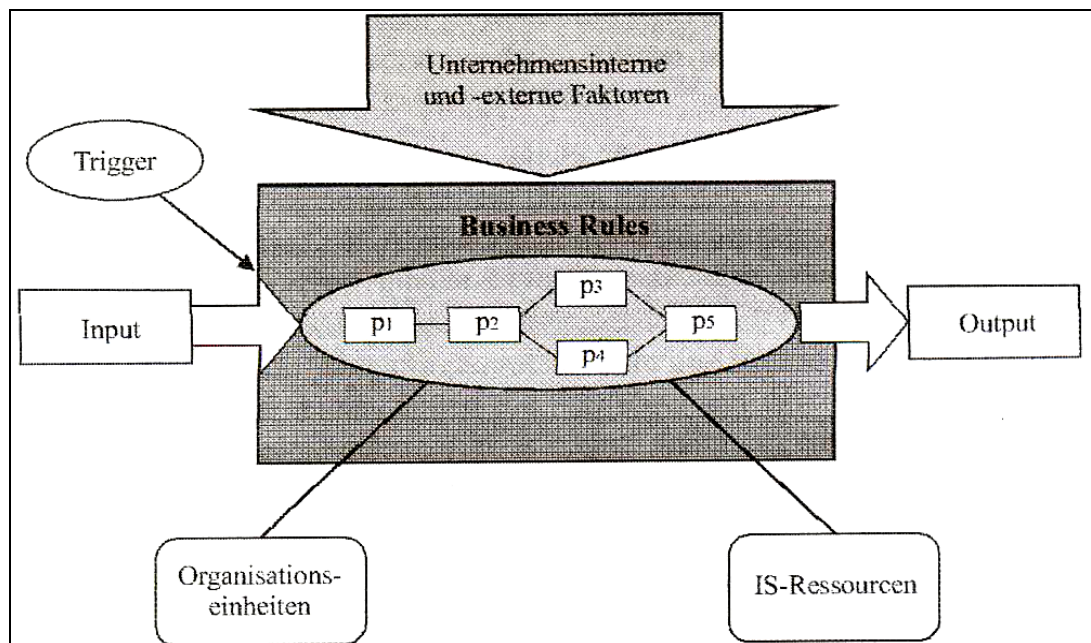 Unternehmensinterne
und -externe Faktoren
Trigger
Business Rules
Input
p1
p2
p3
p4
p5
Output
Organisations-
einheiten
IS-Ressourcen